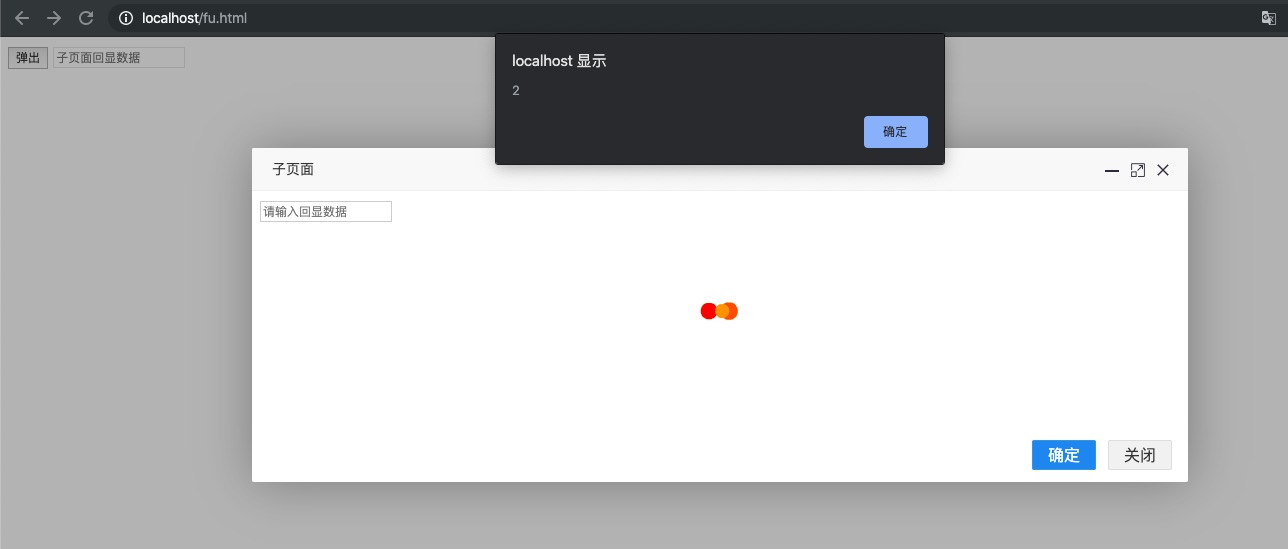 localhost/fu.html
弹出 子页面回显数据
localhost 显示
2
确定
子页面
请输入回显数据
确定 关闭